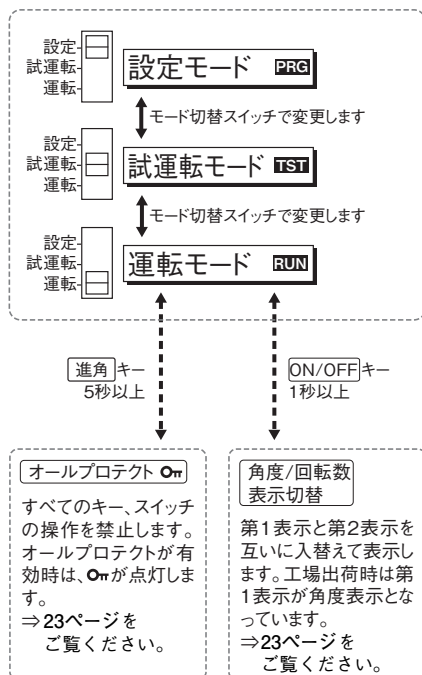 設定
試運転
運転
設定モード PRG
モード切替スイッチで変更します
設定
試運転
運転
試運転モード TST
モード切替スイッチで変更します
設定
試運転
運転
運転モード RUN
進角キー
5秒以上
ON/OFFキー
1秒以上
オールプロテクト
すべてのキー、スイッチ
の操作を禁止します。
オールプロテクトが有
効時は、が点灯しま
す。
⇒23ページを
ご覧ください。
角度/回転数
表示切替
第1表示と第2表示を
互いに入替えて表示し
ます。工場出荷時は第
1表示が角度表示とな
っています。
⇒23ページを
ご覧ください。